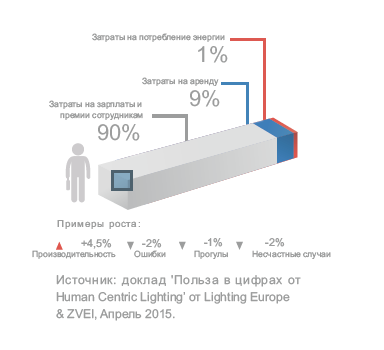 Затраты на потребление энергии
1%
Затраты на аренду
9%
Затраты на зарплаты и
премии сотрудникам
90%
Примеры роста:
+4,5%
Производительность
-2%
Ошибки
-1%
Прогулы
-2%
Несчастные случаи
Источник: доклад 'Польза в цифрах от
Human Centric Lighting' от Lighting Europe
& ZVEI, Апрель 2015.